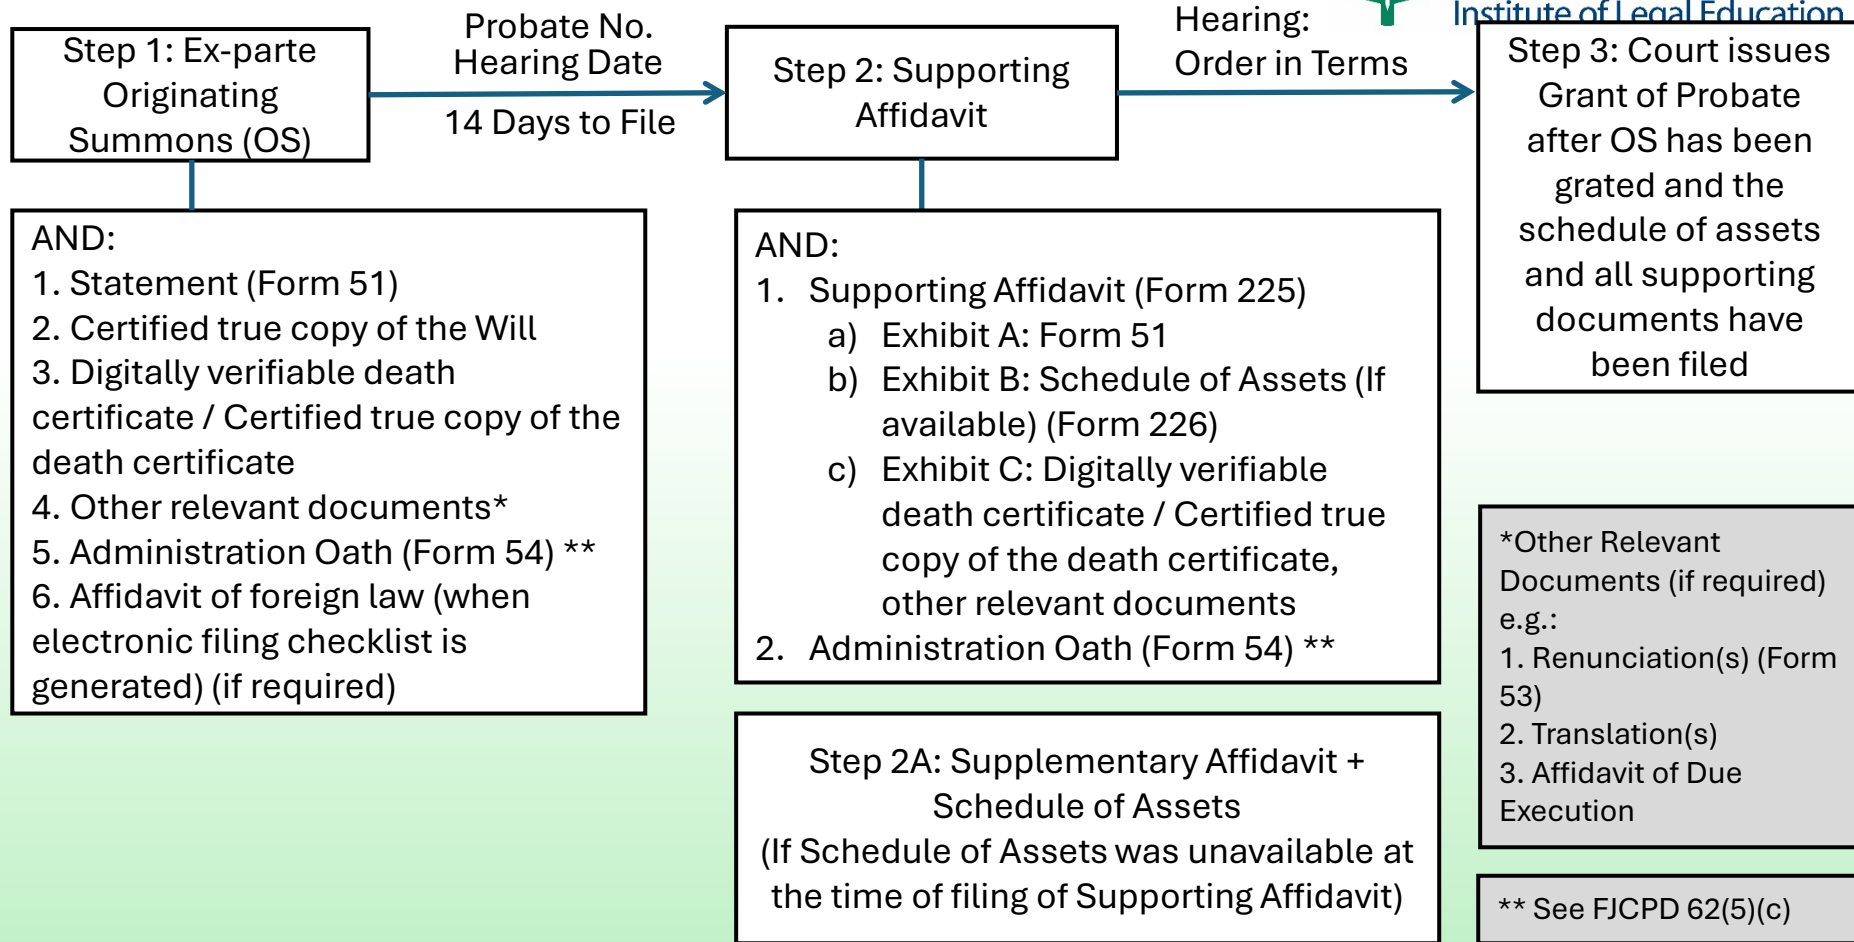 Institute of Legal Education
Step 1: Ex-parte
Originating
Summons (OS)
Probate No.
Hearing Date
14 Days to File
Step 2: Supporting
Affidavit
Hearing:
Order in Terms
Step 3: Court issues
Grant of Probate
after OS has been
grated and the
schedule of assets
and all supporting
documents have
been filed
AND:
1. Statement (Form 51)
2. Certified true copy of the Will
3. Digitally verifiable death
certificate / Certified true copy of the
death certificate
4. Other relevant documents*
5. Administration Oath (Form 54) **
6. Affidavit of foreign law (when
electronic filing checklist is
generated) (if required)
AND:
1. Supporting Affidavit (Form 225)
a) Exhibit A: Form 51
b) Exhibit B: Schedule of Assets (If
available) (Form 226)
c) Exhibit C: Digitally verifiable
death certificate / Certified true
copy of the death certificate,
other relevant documents
2. Administration Oath (Form 54) **
Step 2A: Supplementary Affidavit +
Schedule of Assets
(If Schedule of Assets was unavailable at
the time of filing of Supporting Affidavit)
*Other Relevant
Documents (if required)
e.g.:
1. Renunciation(s) (Form
53)
2. Translation(s)
3. Affidavit of Due
Execution
** See FJCPD 62(5)(c)